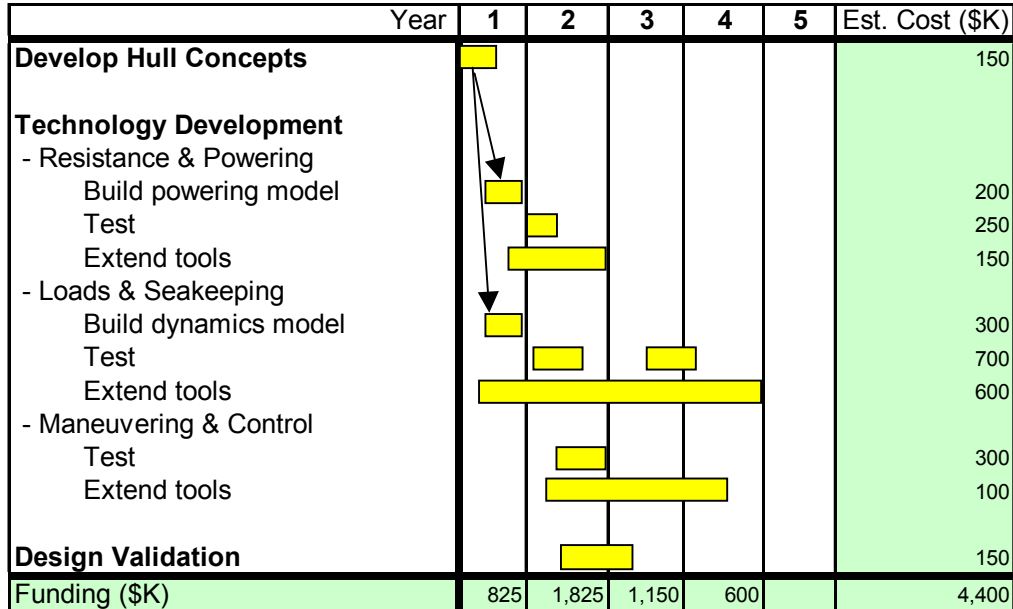 Year 1 2 3 4 5 Est. Cost ($K)
Develop Hull Concepts 150
Technology Development
- Resistance & Powering
Build powering model 200
Test 250
Extend tools 150
- Loads & Seakeeping
Build dynamics model 300
Test 700
Extend tools 600
- Maneuvering & Control
Test 300
Extend tools 100
Design Validation 150
Funding ($K) 825 1,825 1,150 600 4,400